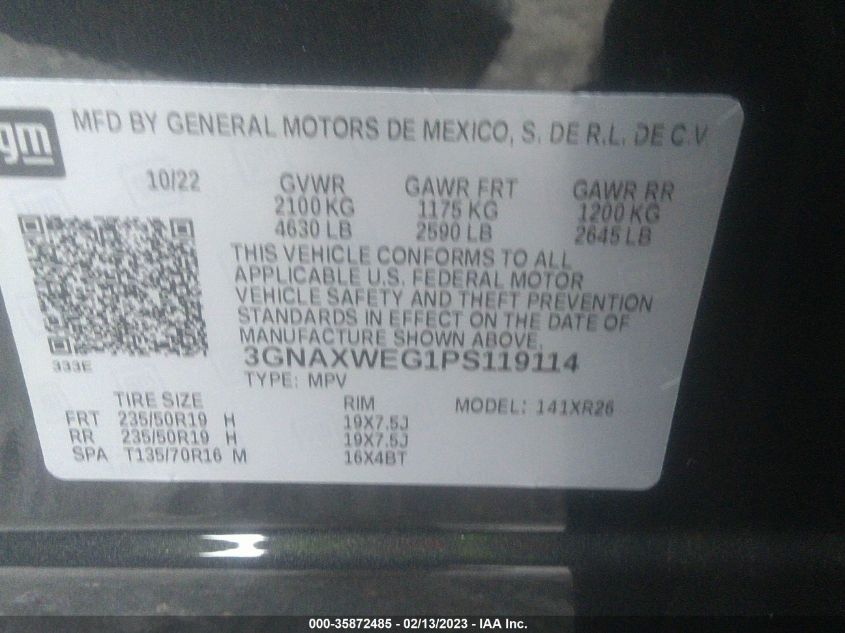 gm
MFD BY GENERAL MOTORS DE MEXICO, S. DE R.L. DE C.V.
10/22 GVWR GAWR FRT GAWR RR
2100 KG 1175 KG 1200 KG
4630 LB 2590 LB 2645 LB
THIS VEHICLE CONFORMS TO ALL
APPLICABLE U.S. FEDERAL MOTOR
VEHICLE SAFETY AND THEFT PREVENTION
STANDARDS IN EFFECT ON THE DATE OF
MANUFACTURE SHOWN ABOVE.
3GNAXWEG1PS119114
333E
TYPE: MPV
TIRE SIZE RIM MODEL: 141XR26
FRT 235/50R19 H 19X7.5J
RR 235/50R19 H 19X7.5J
SPA T135/70R16 M 16X4BT
000-35872485 - 02/13/2023 - IAA Inc.